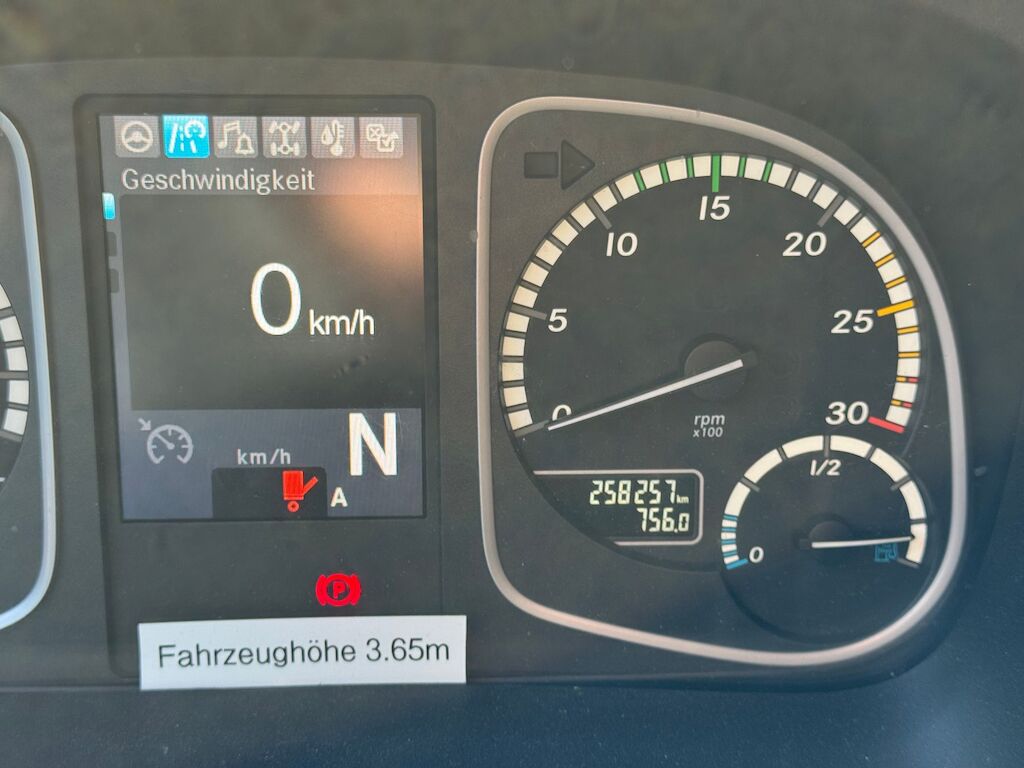 Geschwindigkeit
0 km/h
km/h
N
A
P
Fahrzeughöhe 3.65m
0
5
10
15
20
25
30
rpm
x100
258257 km
756.0
0
1/2